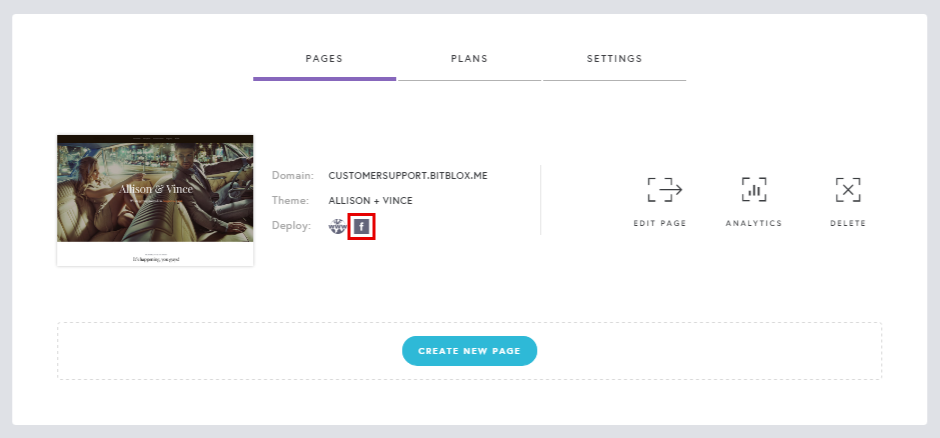 PAGES
PLANS
SETTINGS
Allison & Vince
It's happening, you guys!
Domain: CUSTOMERSUPPORT.BITBLOX.ME
Theme: ALLISON + VINCE
Deploy: www f
EDIT PAGE
ANALYTICS
DELETE
CREATE NEW PAGE